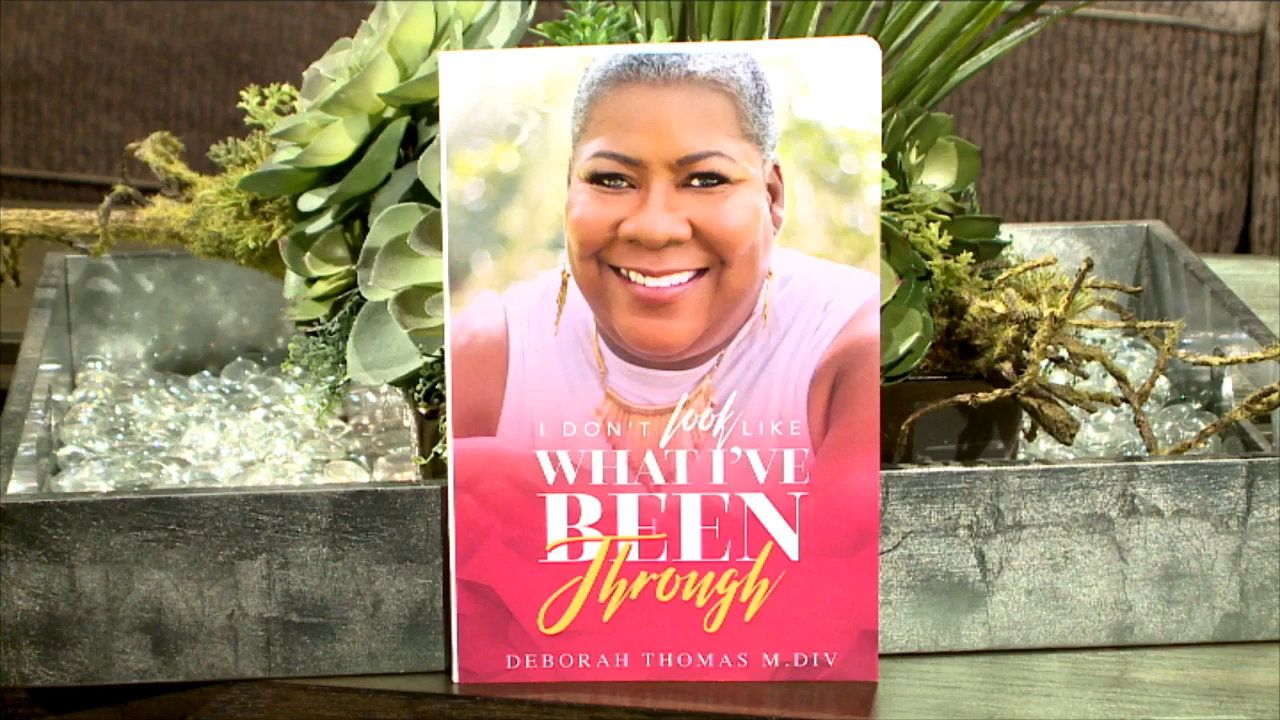 I DON'T look LIKE
WHAT I'VE
BEEN
Through
DEBORAH THOMAS M.DIV